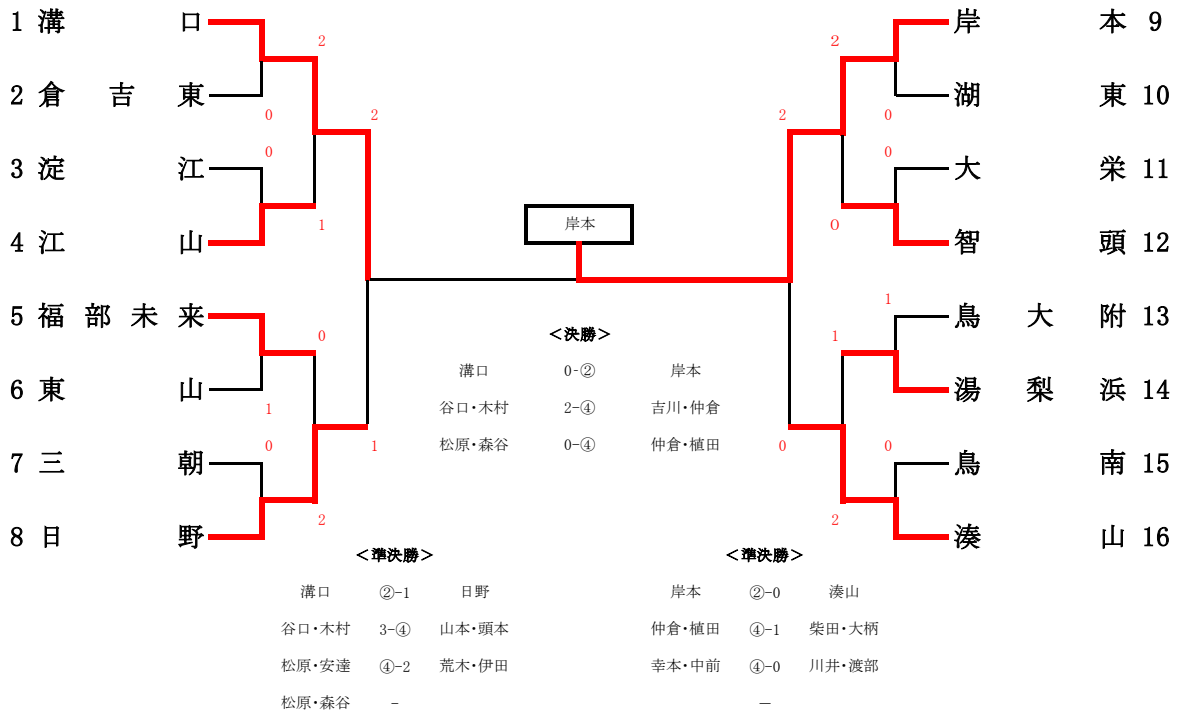 1 溝口 2 岸本 9
2 2
2 倉吉東 2 2 湖東 10
0 0
3 淀江 0 0 大栄 11
岸本
4 江山 1 0 智頭 12
5 福部未来 1 鳥大附 13
0 <決勝> 1
溝口 0-② 岸本
6 東山 湯梨浜 14
1 谷口・木村 2-④ 吉川・仲倉
7 三朝 0 1 松原・森谷 0-④ 仲倉・植田 0 0 鳥南 15
2 2
8 日野 湊山 16
<準決勝> <準決勝>
溝口 ②-1 日野 岸本 ②-0 湊山
谷口・木村 3-④ 山本・頭本 仲倉・植田 ④-1 柴田・大柄
松原・安達 ④-2 荒木・伊田 幸本・中前 ④-0 川井・渡部
松原・森谷 - —